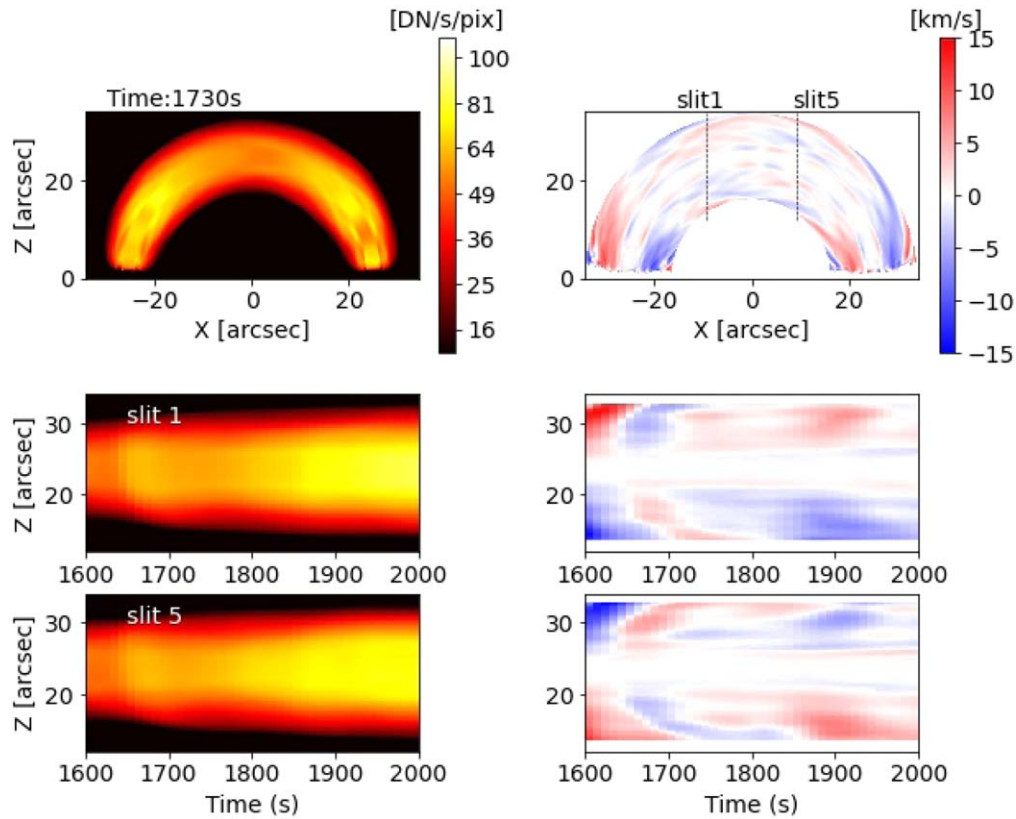 [DN/s/pix]
[km/s]
Time:1730s
slit1 slit5
Z [arcsec]
20
0
−20 0 20
X [arcsec]
100
81
64
49
36
25
16
20
0
−20 0 20
X [arcsec]
15
10
5
0
−5
−10
−15
slit 1
Z [arcsec]
30
20
1600 1700 1800 1900 2000
30
20
1600 1700 1800 1900 2000
slit 5
Z [arcsec]
30
20
1600 1700 1800 1900 2000
Time (s)
30
20
1600 1700 1800 1900 2000
Time (s)